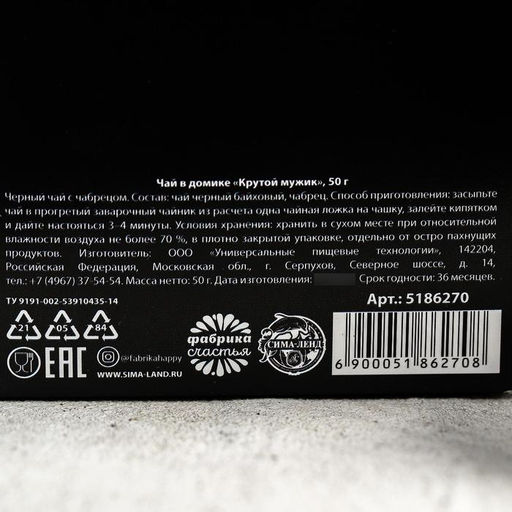 Чай в домике «Крутой мужик», 50 г
Черный чай с чабрецом. Состав: чай черный байховый, чабрец. Способ приготовления: засыпьте
чай в прогретый заварочный чайник из расчета одна чайная ложка на чашку, залейте кипятком
и дайте настояться 3-4 минуты. Условия хранения: хранить в сухом месте при относительной
влажности воздуха не более 70 %, в плотно закрытой упаковке, отдельно от остро пахнущих
продуктов. Изготовитель: ООО «Универсальные пищевые технологии», 142204,
Российская Федерация, Московская обл., г. Серпухов, Северное шоссе, д. 14,
тел.: +7 (4967) 37-54-54. Масса нетто: 50 г. Дата изготовления: Срок годности: 36 месяцев.
ТУ 9191-002-53910435-14
Арт.: 5186270
21 05 84
фабрика
счастья
СИМА-ЛЕНД
EAC
@fabrikahappy
WWW.SIMA-LAND.RU
6 900051 862708